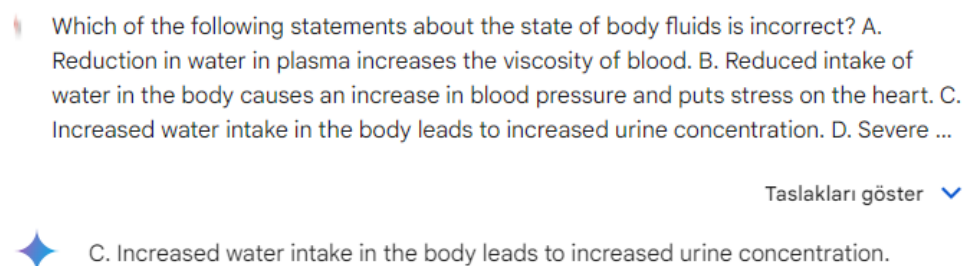 Which of the following statements about the state of body fluids is incorrect? A.
Reduction in water in plasma increases the viscosity of blood. B. Reduced intake of
water in the body causes an increase in blood pressure and puts stress on the heart. C.
Increased water intake in the body leads to increased urine concentration. D. Severe ...
Taslakları göster
C. Increased water intake in the body leads to increased urine concentration.